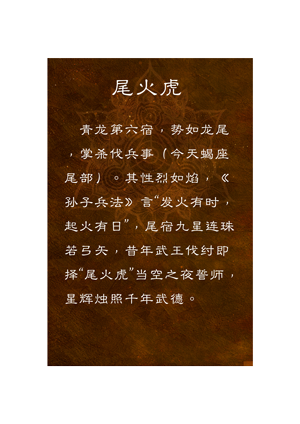 尾火虎
青龙第六宿，势如龙尾
，掌杀伐兵事（今天蝎座
尾部）。其性烈如焰，《
孙子兵法》言“发火有时，
起火有日”，尾宿九星连珠
若弓矢，昔年武王伐纣即
择“尾火虎”当空之夜誓师，
星辉烛照千年武德。